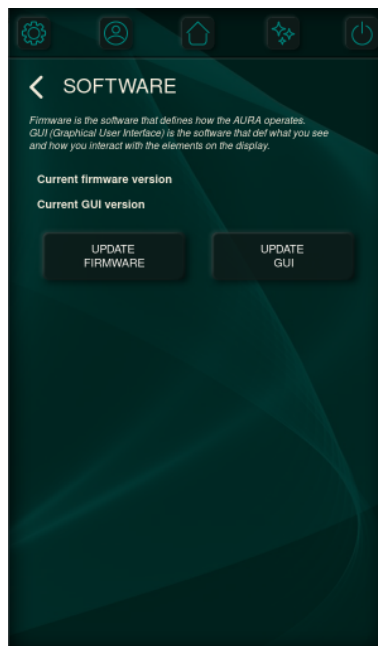 SOFTWARE
Firmware is the software that defines how the AURA operates.
GUI (Graphical User Interface) is the software that def what you see
and how you interact with the elements on the display.
Current firmware version
Current GUI version
UPDATE
FIRMWARE
UPDATE
GUI